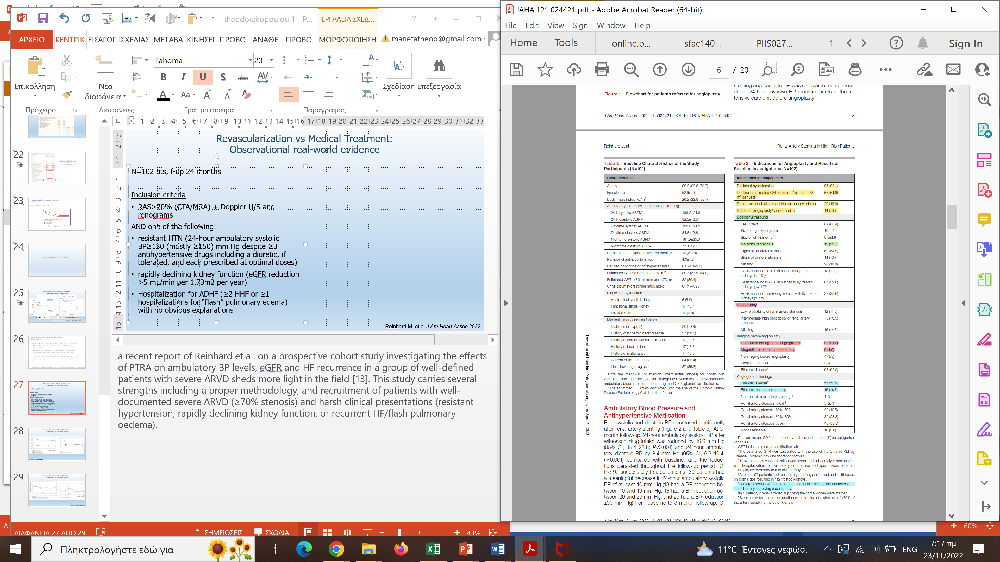 theodorakopoulou 1 - P...
ΕΡΓΑΛΕΙΑ ΣΧΕΔ...
ΑΡΧΕΙΟ
ΚΕΝΤΡΙΚ
ΕΙΣΑΓΩΓ
ΣΧΕΔΙΑΣ
ΜΕΤΑΒΑ
ΚΙΝΗΣΕΙ
ΠΡΟΒΟ
ΑΝΑΘΕ
ΠΡΟΒΟ
ΜΟΡΦΟΠΟΙΗΣΗ
marietatheod@gmail.com
Επικόλληση
Νέα
διαφάνεια
Tahoma
20
Σχεδίαση
Επεξεργασία
Πρόχειρο
Διαφάνειες
Γραμματοσειρά
Παράγραφος
22
23
24
25
26
27
28
29
Revascularization vs Medical Treatment:
Observational real-world evidence
N=102 pts, f-up 24 months
Inclusion criteria
• RAS>70% (CTA/MRA) + Doppler U/S and
renograms
AND one of the following:
• resistant HTN (24-hour ambulatory systolic
BP≥130 (mostly ≥150) mm Hg despite ≥3
antihypertensive drugs including a diuretic, if
tolerated, and each prescribed at optimal doses)
• rapidly declining kidney function (eGFR reduction
>5 mL/min per 1.73m2 per year)
• Hospitalization for ADHF (≥2 HHF or ≥1
hospitalizations for “flash” pulmonary edema)
with no obvious explanations
Reinhard M, et al J Am Heart Assoc 2022
a recent report of Reinhard et al. on a prospective cohort study investigating the effects
of PTRA on ambulatory BP levels, eGFR and HF recurrence in a group of well-defined
patients with severe ARVD sheds more light in the field [13]. This study carries several
strengths including a proper methodology, and recruitment of patients with well-
documented severe ARVD (≥70% stenosis) and harsh clinical presentations (resistant
hypertension, rapidly declining kidney function, or recurrent HF/flash pulmonary
oedema).
ΔΙΑΦΑΝΕΙΑ 27 ΑΠΟ 29
ΣΗΜΕΙΩΣΕΙΣ
ΣΧΟΛΙΑ
43%
JAHA.121.024421.pdf - Adobe Acrobat Reader (64-bit)
File Edit View Sign Window Help
Home Tools online.p... sfac140... PIIS027... Sign In
6 / 20
Figure 1. Flowchart for patients referred for angioplasty.
stenting and baseline BP was calculated as the mean
of the 24-hour invasive BP measurements in the in-
tensive care unit before angioplasty.
J Am Heart Assoc. 2022;11:e024421. DOI: 10.1161/JAHA.121.024421 5
Reinhard et al Renal Artery Stenting in High-Risk Patients
Table 1. Baseline Characteristics of the Study
Participants (N=102)
Characteristics
Age, y 69.2 (62.5–76.3)
Female sex 52 (51.0)
Body mass index, kg/m2 26.2 (22.8–30.1)
Ambulatory blood pressure readings, mm Hg
24-h systolic ABPM 166.2±21.6
24-h diastolic ABPM 82.3±12.3
Daytime systolic ABPM 168.0±21.3
Daytime diastolic ABPM 84.6±12.8
Nighttime systolic ABPM 161.9±25.0
Nighttime diastolic ABPM 77.6±12.7
Duration of antihypertensive treatment, y 10 (2–20)
Number of antihypertensives 4.0±1.3
Defined daily dose of antihypertensives 6.3 (4.3–9.0)
Estimated GFR,* mL/min per 1.73 m2 39.7 (23.5–54.0)
Estimated GFR* <60 mL/min per 1.73 m2 82 (80.4)
Urine albumin-creatinine ratio, mg/g 61 (17–396)
Single kidney function
Anatomical single kidney 6 (5.9)
Functional single kidney 17 (16.7)
Missing data 10 (9.8)
Medical history and risk factors
Diabetes (all type 2) 20 (19.6)
History of ischemic heart disease 27 (26.5)
History of cerebrovascular disease 17 (16.7)
History of heart failure 17 (16.7)
History of malignancy 11 (10.8)
Current or former smoker 84 (82.4)
Lipid-lowering drug use 87 (85.3)
Data are mean±SD or median (interquartile ranges) for continuous
variables and number (%) for categorical variables. ABPM indicates
ambulatory blood pressure monitoring; and GFR, glomerular filtration rate.
*The estimated GFR was calculated with the use of the Chronic Kidney
Disease Epidemiology Collaboration formula.
Ambulatory Blood Pressure and
Antihypertensive Medication
Both systolic and diastolic BP decreased significantly
after renal artery stenting (Figure 2 and Table 3). At 3-
month follow-up, 24-hour ambulatory systolic BP after
witnessed drug intake was reduced by 19.6 mm Hg
(95% CI, 15.4–23.8; P<0.001) and 24-hour ambula-
tory diastolic BP by 8.4 mm Hg (95% CI, 6.3–10.4;
P<0.001) compared with baseline, and the reduc-
tions persisted throughout the follow-up period. Of
the 97 successfully treated patients, 60 patients had
a meaningful decrease in 24-hour ambulatory systolic
BP of at least 10 mm Hg (13 had a BP reduction be-
tween 10 and 19 mm Hg, 18 had a BP reduction be-
tween 20 and 29 mm Hg, and 29 had a BP reduction
≥30 mm Hg) from baseline to 3-month follow-up. Of
Table 2. Indications for Angioplasty and Results of
Baseline Investigations (N=102)
Indications for angioplasty
Resistant hypertension 95 (93.1)
Decline in estimated GFR of ≥5 mL/min per 1.73 63 (61.8)
m2 per year*
Recurrent heart failure/sudden pulmonary edema 20 (19.6)
Subacute angioplasty† performed in 14 (13.7)
Doppler ultrasound
Performed in 82 (80.4)
Size of right kidney, cm 10.1±1.7
Size of left kidney, cm 9.9±1.9
No signs of stenosis 12 (11.8)
Signs of unilateral stenosis 56 (54.9)
Signs of bilateral stenosis 14 (13.7)
Missing 20 (19.6)
Resistance index ≥0.8 in successfully treated 13 (11.6)
kidneys (n=112)‡
Resistance index <0.8 in successfully treated 67 (59.8)
kidneys (n=112)‡
Resistance index missing in successfully treated 32 (28.6)
kidneys (n=112)‡
Renography
Low probability of renal artery stenosis 12 (11.8)
Intermediate/high probability of renal artery 75 (73.5)
stenosis
Missing 15 (14.7)
Imaging before angioplasty
Computed tomographic angiography 93 (91.2)
Magnetic resonance angiography 5 (4.9)
No imaging before angioplasty 4 (3.9)
Identified renal arteries 204
Bilateral disease§ 53 (52.0)
Angiographic findings
Bilateral disease§ 55 (53.9)
Bilateral renal artery stenting 15 (14.7)
Number of renal artery stentings‖ 113
Renal artery stenosis <70%¶ 3 (2.7)
Renal artery stenosis 70%–79% 22 (19.5)
Renal artery stenosis 80%–89% 32 (28.3)
Renal artery stenosis ≥90% 46 (39.8)
Nonassessable 10 (8.8)
Data are mean±SD for continuous variables and number (%) for categorical
variables.
GFR indicates glomerular filtration rate.
*The estimated GFR was calculated with the use of the Chronic Kidney
Disease Epidemiology Collaboration formula.
†In 14 patients, revascularization was performed subacutely in conjunction
with hospitalization for pulmonary edema, severe hypertension, or acute
kidney injury refractory to medical therapy.
‡A total of 97 patients had renal artery stenting performed and in 15 cases
on both sides resulting in 112 treated kidneys.
§Bilateral disease was defined as stenosis of ≥70% of the diameter of at
least 1 artery supplying each kidney.
‖In 1 patient, 2 renal arteries supplying the same kidney were stented.
¶Stenting performed in conjunction with stenting of a stenosis of ≥70% of
the artery supplying the other kidney.
Downloaded from http://ahajournals.org by on April 6, 2022
J Am Heart Assoc. 2022;11:e024421. DOI: 10.1161/JAHA.121.024421 6
60%
Πληκτρολογήστε εδώ για
11°C Έντονες νεφώσ.
ENG
7:17 πμ
23/11/2022